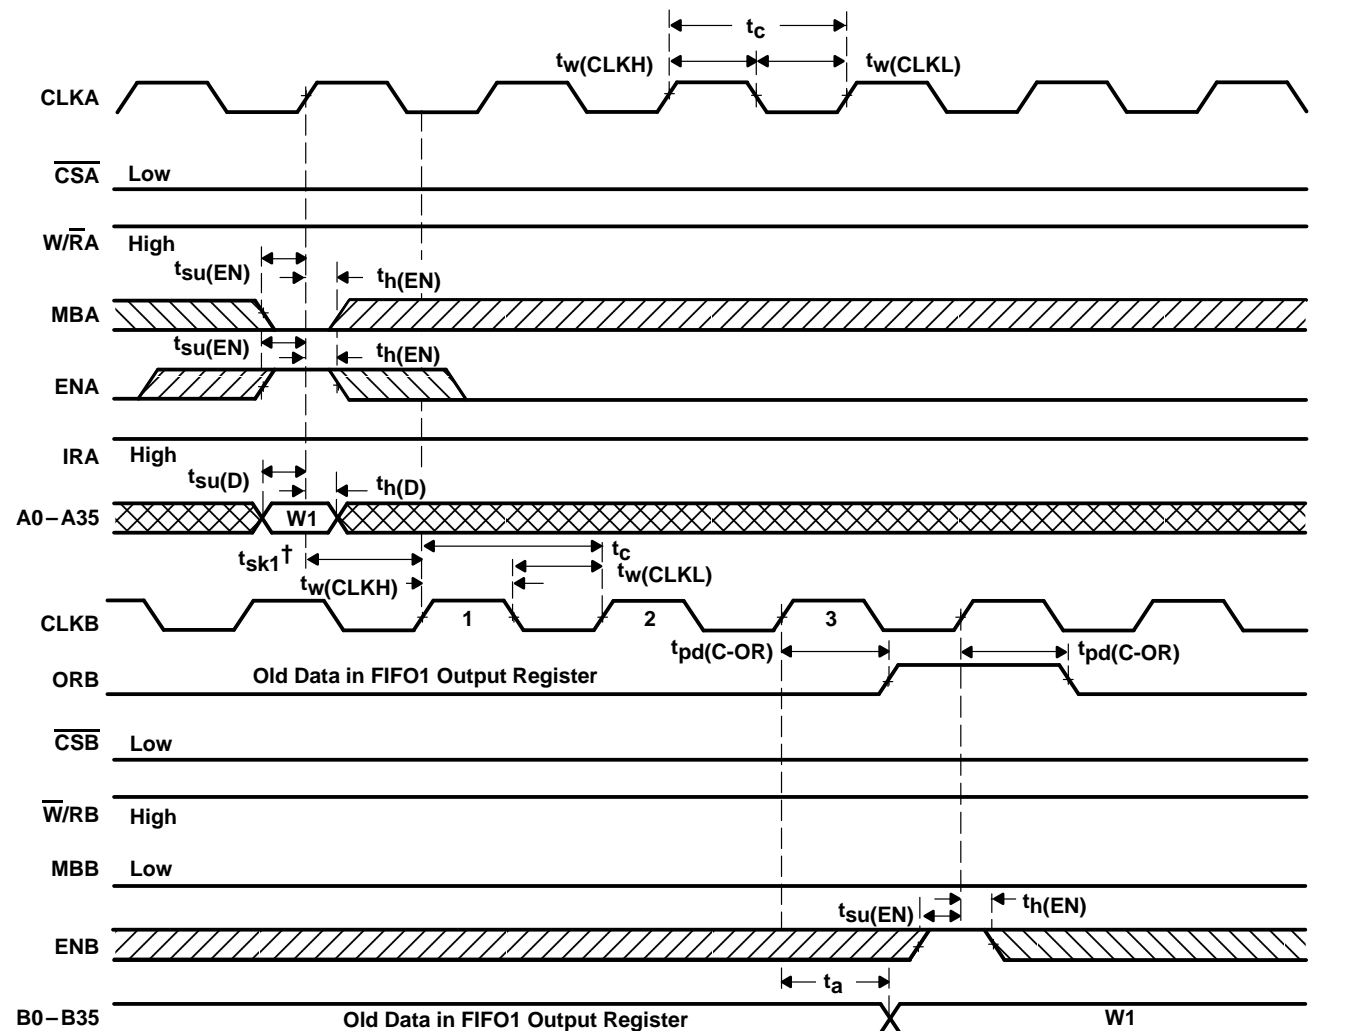 tc
tw(CLKH) tw(CLKL)
CLKA
CSA Low
W/RA High
tsu(EN) th(EN)
MBA
tsu(EN) th(EN)
ENA
IRA High
tsu(D) th(D)
A0–A35 W1
tsk1† tc
tw(CLKH) tw(CLKL)
CLKB 1 2 3
tpd(C-OR) tpd(C-OR)
ORB Old Data in FIFO1 Output Register
CSB Low
W/RB High
MBB Low
tsu(EN) th(EN)
ENB
ta
B0–B35 Old Data in FIFO1 Output Register W1